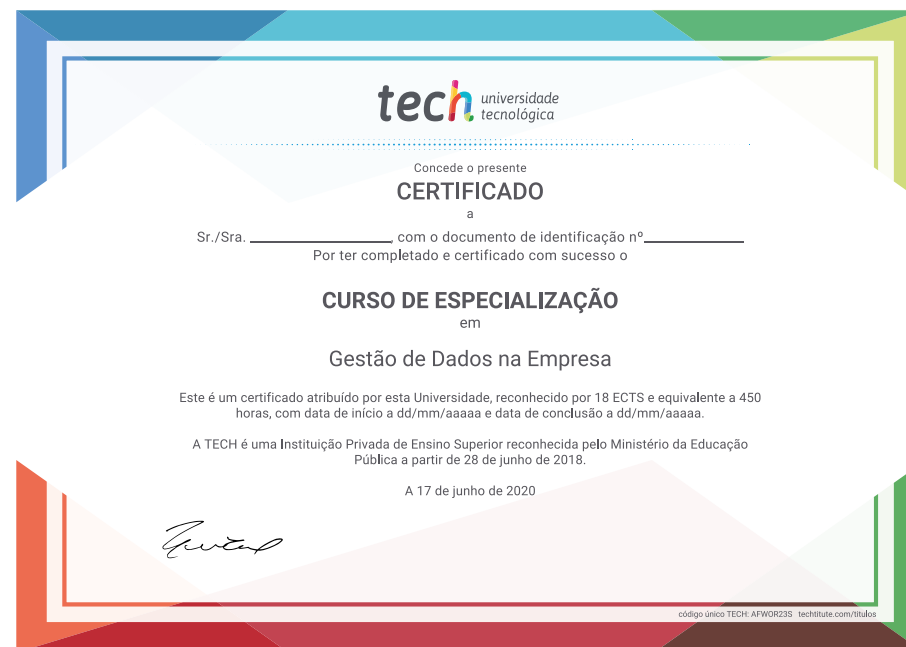 tech universidade
tecnológica
Concede o presente
CERTIFICADO
a
Sr./Sra. ____________, com o documento de identificação nº____________
Por ter completado e certificado com sucesso o
CURSO DE ESPECIALIZAÇÃO
em
Gestão de Dados na Empresa
Este é um certificado atribuído por esta Universidade, reconhecido por 18 ECTS e equivalente a 450
horas, com data de início a dd/mm/aaaaa e data de conclusão a dd/mm/aaaaa.
A TECH é uma Instituição Privada de Ensino Superior reconhecida pelo Ministério da Educação
Pública a partir de 28 de junho de 2018.
A 17 de junho de 2020
código único TECH: AFWOR23S techtitute.com/titulos